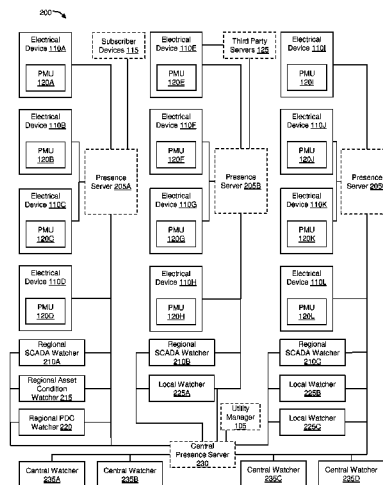 200
Electrical
Device 110A
PMU
120A
Subscriber
Devices 115
Electrical
Device 110E
PMU
120E
Third Party
Servers 125
Electrical
Device 110I
PMU
120I
Electrical
Device 110B
PMU
120B
Electrical
Device 110F
PMU
120F
Electrical
Device 110J
PMU
120J
Presence
Server 205A
Presence
Server 205B
Presence
Server 205
Electrical
Device 110C
PMU
120C
Electrical
Device 110G
PMU
120G
Electrical
Device 110K
PMU
120K
Electrical
Device 110D
PMU
120D
Electrical
Device 110H
PMU
120H
Electrical
Device 110L
PMU
120L
Regional
SCADA Watcher
210A
Regional
SCADA Watcher
210B
Regional
SCADA Watcher
210C
Regional Asset
Condition
Watcher 215
Local Watcher
225A
Local Watcher
225B
Regional PDC
Watcher 220
Utility
Manager
105
Local Watcher
225C
Central
Presence Server
230
Central Watcher
235A
Central Watcher
235B
Central Watcher
235C
Central Watcher
235D